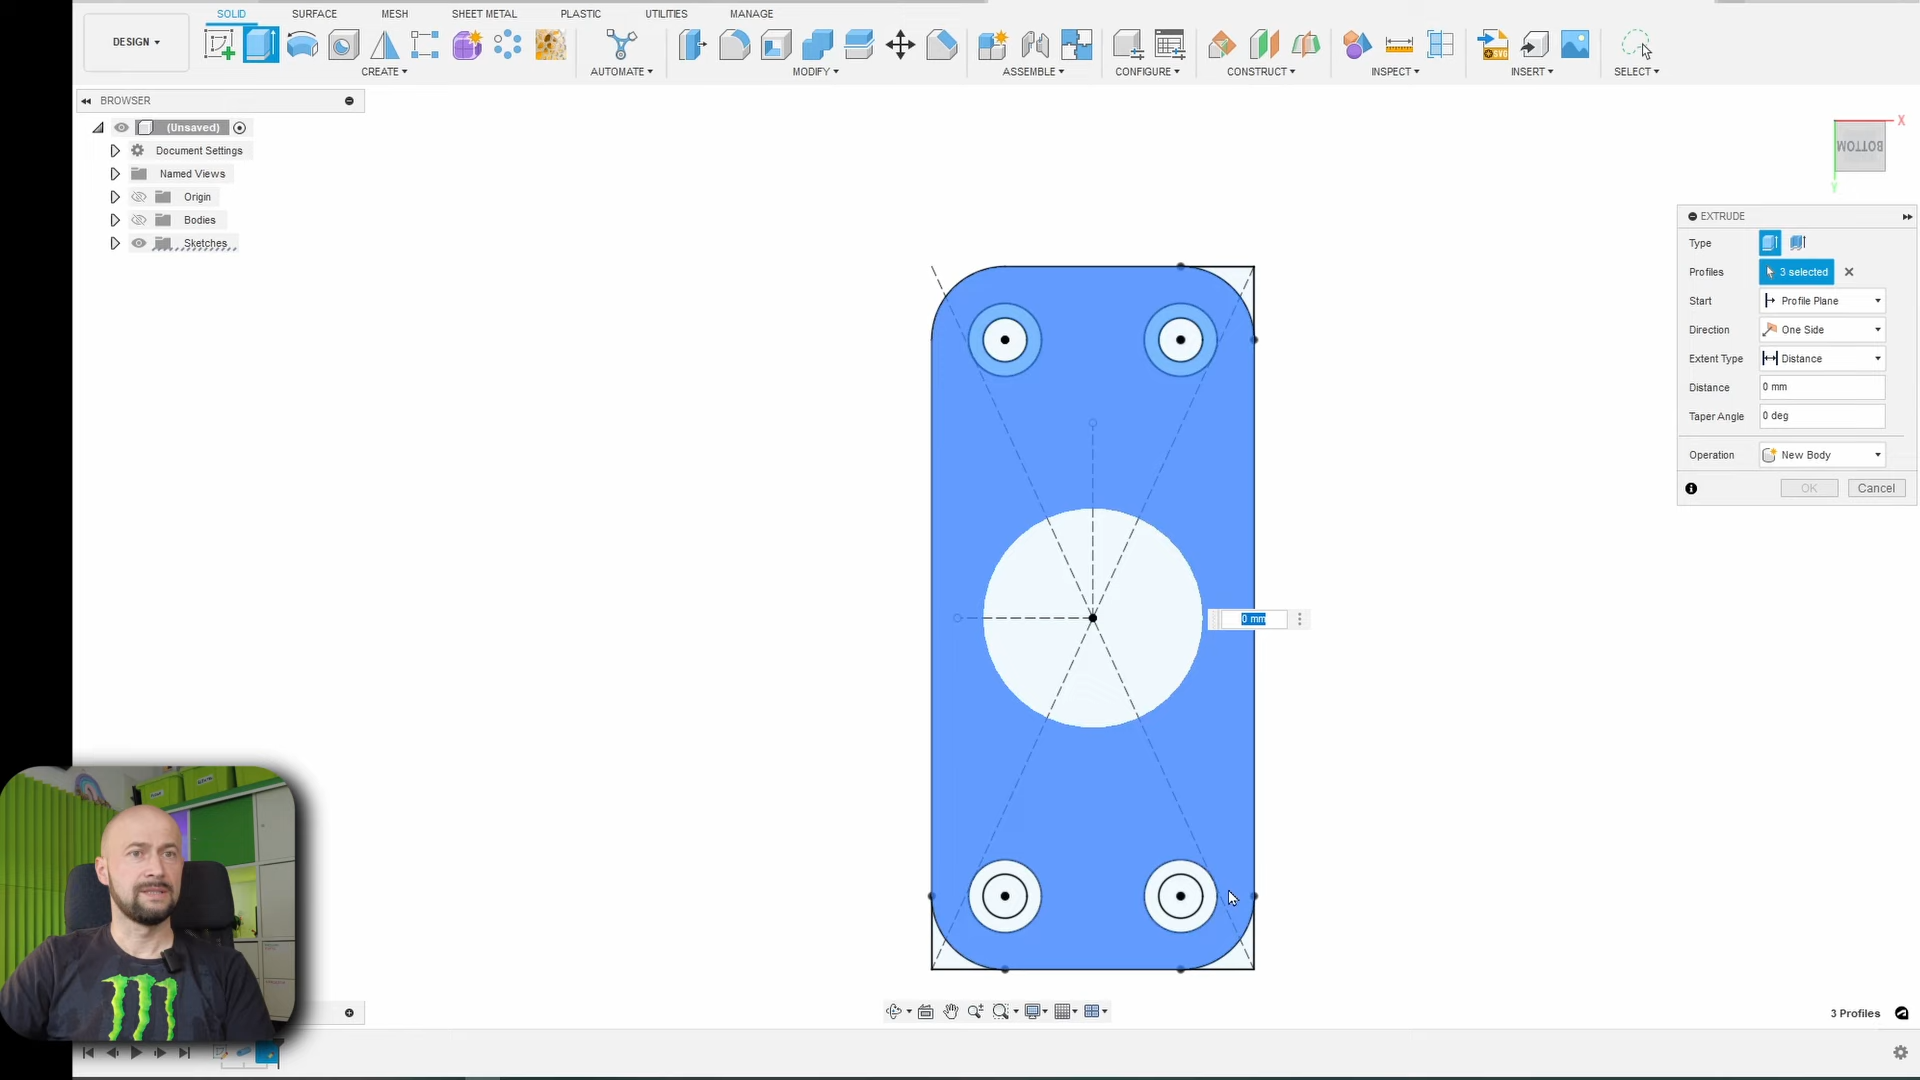 SOLID SURFACE MESH SHEET METAL PLASTIC UTILITIES MANAGE
DESIGN
CREATE AUTOMATE MODIFY ASSEMBLE CONFIGURE CONSTRUCT INSPECT INSERT SELECT
BROWSER
(Unsaved)
Document Settings
Named Views
Origin
Bodies
Sketches
X
BOTTOM
Y
EXTRUDE
Type
Profiles 3 selected
Start Profile Plane
Direction One Side
Extent Type Distance
Distance 0 mm
Taper Angle 0 deg
Operation New Body
OK Cancel
0 mm
3 Profiles